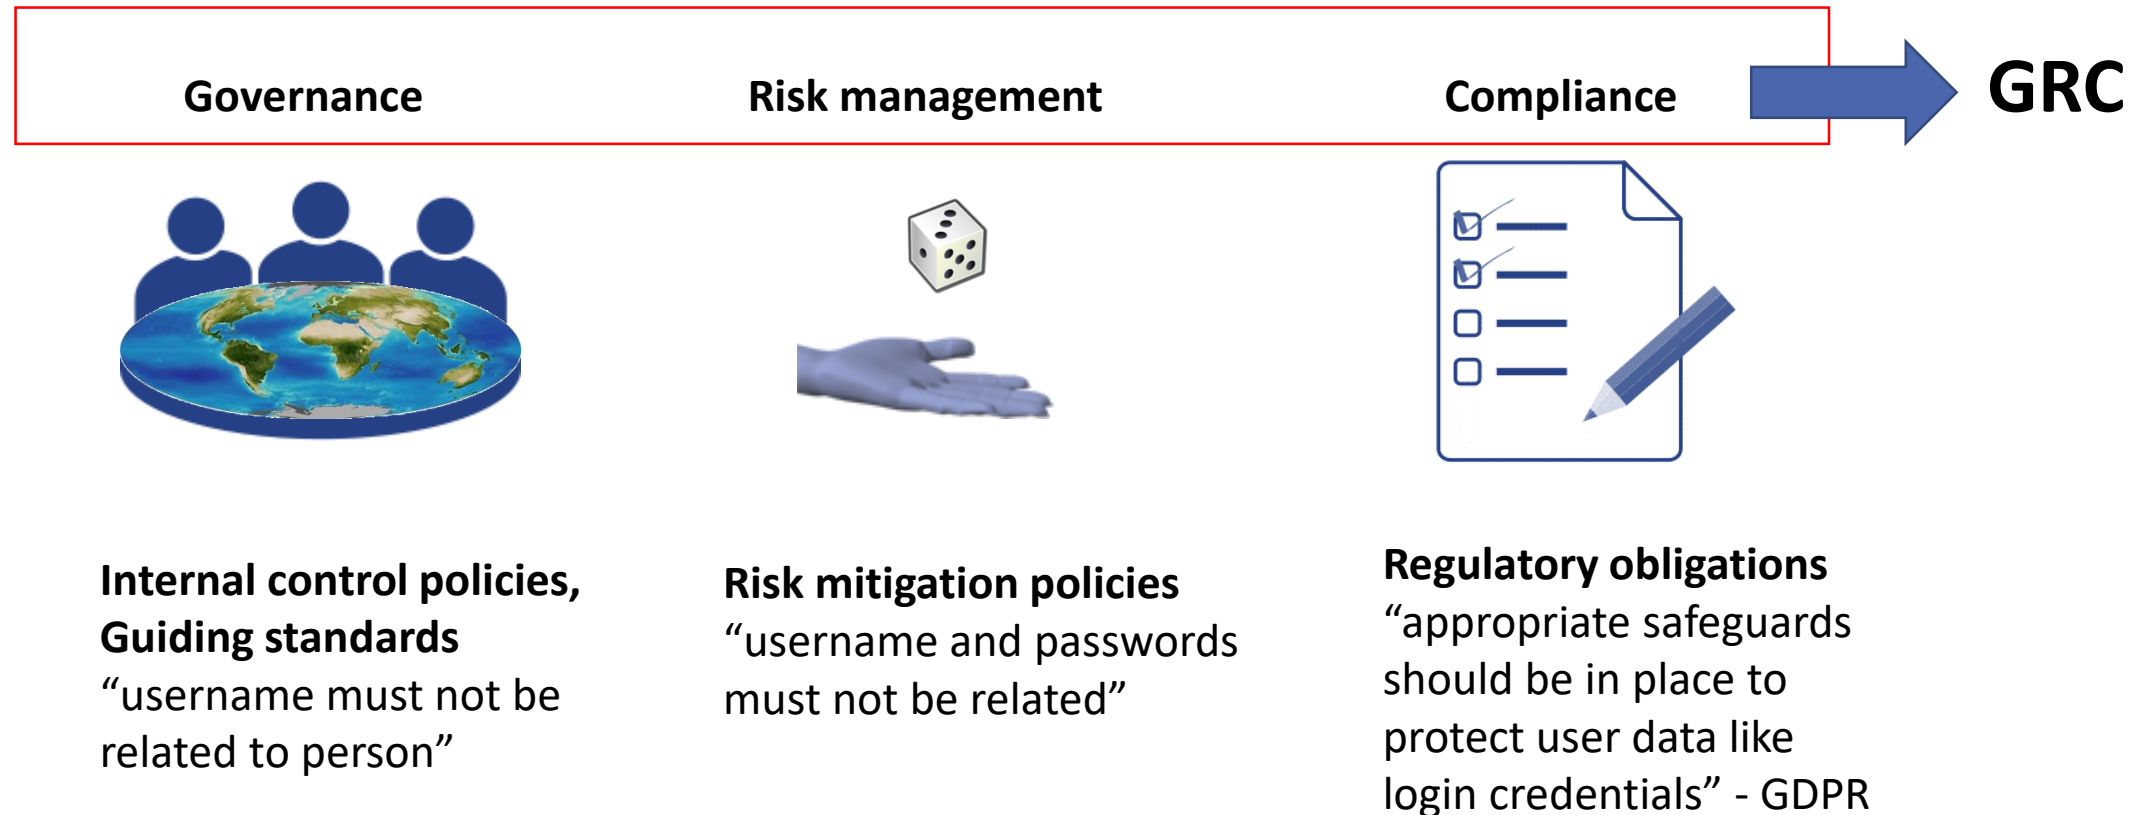 Governance
Risk management
Compliance
GRC
Internal control policies,
Guiding standards
“username must not be
related to person”
Risk mitigation policies
“username and passwords
must not be related”
Regulatory obligations
“appropriate safeguards
should be in place to
protect user data like
login credentials” - GDPR